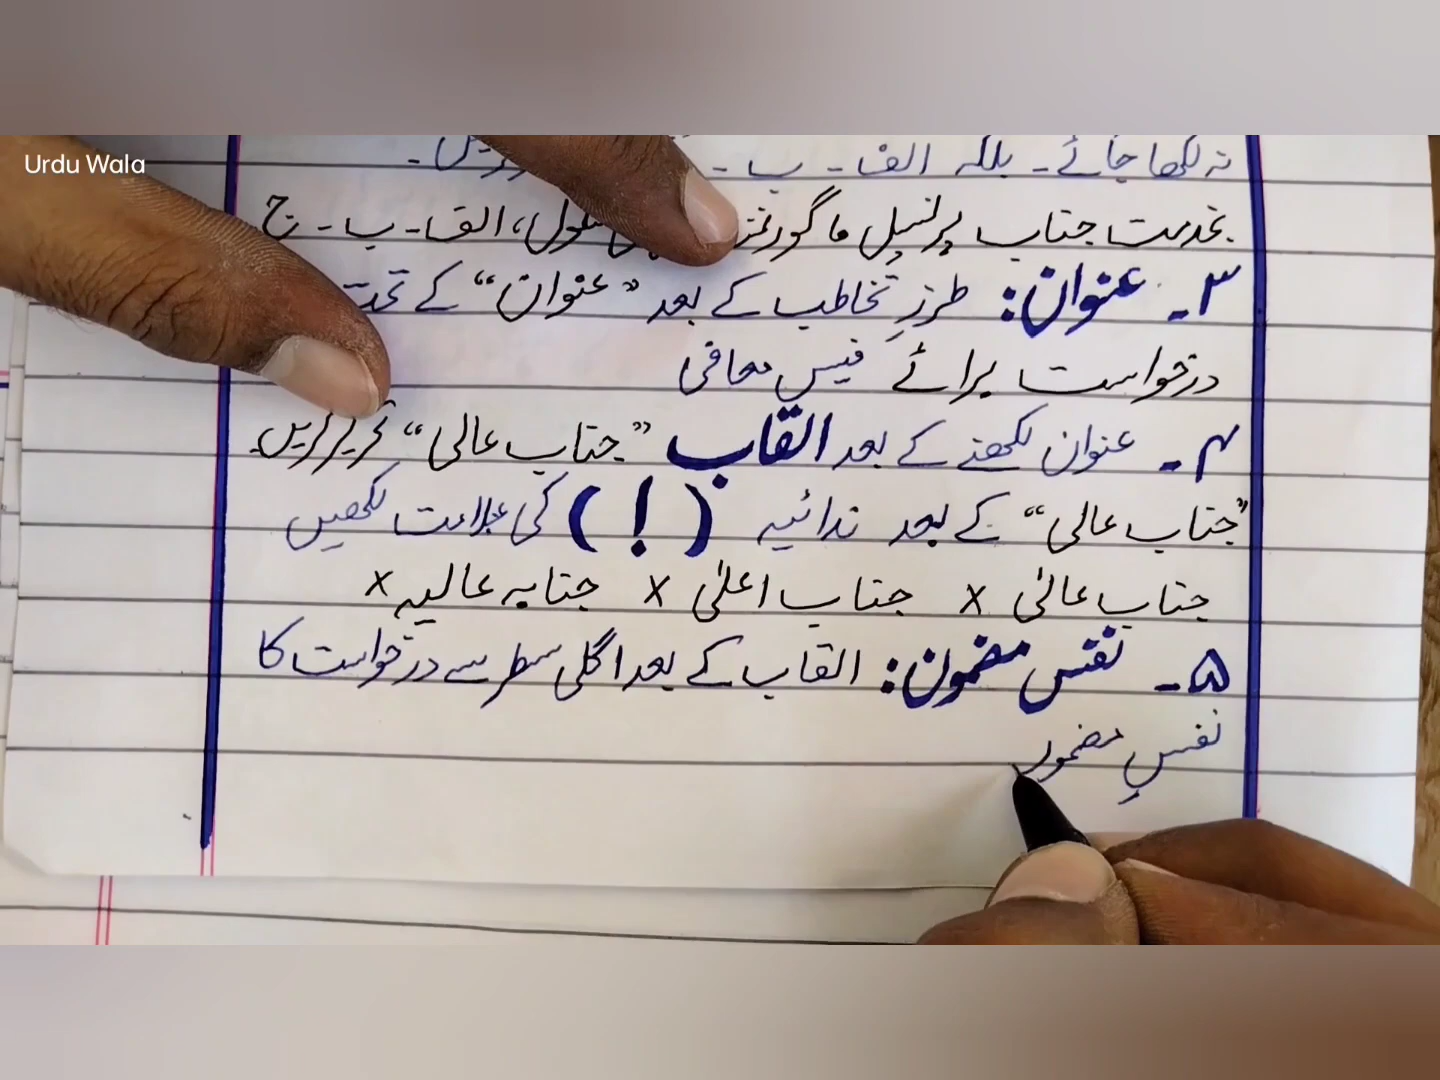 Urdu Wala
نہ لکھا جائے۔ بلکہ الف۔ ب۔
بخدمت جناب پرنسپل ما گورنمنٹ سکول، الف۔ ب۔ ج
۳۔ عنوان: طرزِ تخاطب کے بعد "عنوان" کے تحت
درخواست برائے فیس معافی
۴۔ عنوان لکھنے کے بعد القاب "جناب عالی" تحریر کریں۔
"جناب عالی" کے بعد ندائیہ (!) کی علامت لکھیں
جناب عالیٰ x جناب اعلیٰ x جنابہ عالیہ x
۵۔ نفس مضمون: القاب کے بعد اگلی سطر سے درخواست کا
نفسِ مضمون